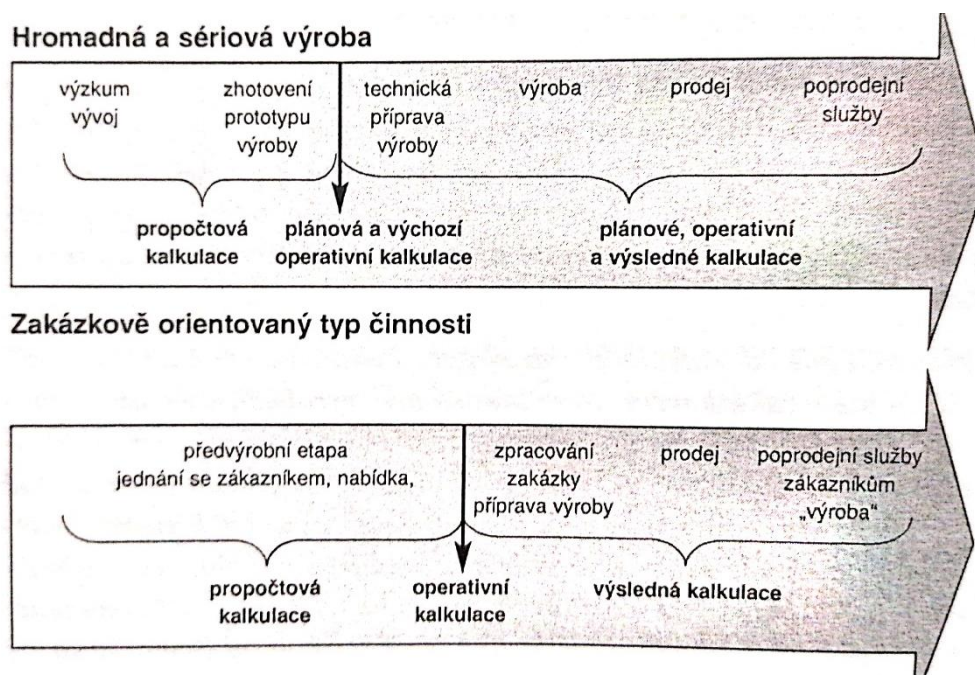 Hromadná a sériová výroba
výzkum
vývoj
zhotovení
prototypu
výroby
technická
příprava
výroby
výroba
prodej
poprodejní
služby
propočtová
kalkulace
plánová a výchozí
operativní kalkulace
plánové, operativní
a výsledné kalkulace
Zakázkově orientovaný typ činnosti
předvýrobní etapa
jednání se zákazníkem, nabídka,
zpracování
zakázky
příprava výroby
prodej
poprodejní služby
zákazníkům
„výroba“
propočtová
kalkulace
operativní
kalkulace
výsledná kalkulace